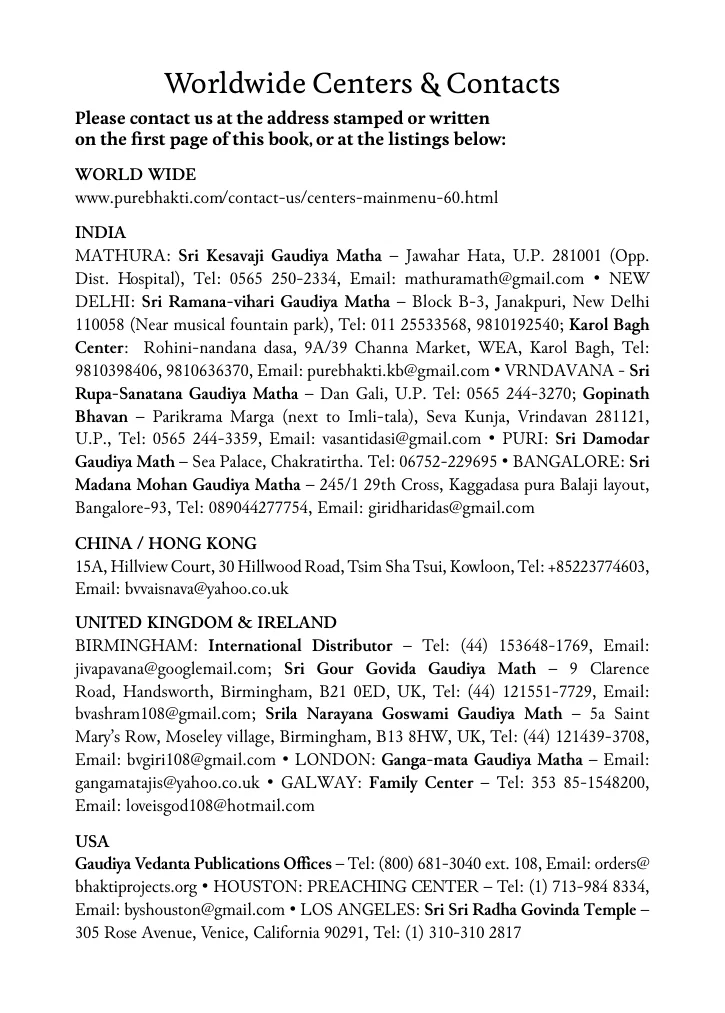 Worldwide Centers & Contacts
Please contact us at the address stamped or written
on the first page of this book, or at the listings below:
WORLD WIDE
www.purebhakti.com/contact-us/centers-mainmenu-60.html
INDIA
MATHURA: Sri Kesavaji Gaudiya Matha – Jawahar Hata, U.P. 281001 (Opp.
Dist. Hospital), Tel: 0565 250-2334, Email: mathuramath@gmail.com • NEW
DELHI: Sri Ramana-vihari Gaudiya Matha – Block B-3, Janakpuri, New Delhi
110058 (Near musical fountain park), Tel: 011 25533568, 9810192540; Karol Bagh
Center: Rohini-nandana dasa, 9A/39 Channa Market, WEA, Karol Bagh, Tel:
9810398406, 9810636370, Email: purebhakti.kb@gmail.com • VRNDAVANA - Sri
Rupa-Sanatana Gaudiya Matha – Dan Gali, U.P. Tel: 0565 244-3270; Gopinath
Bhavan – Parikrama Marga (next to Imli-tala), Seva Kunja, Vrindavan 281121,
U.P., Tel: 0565 244-3359, Email: vasantidasi@gmail.com • PURI: Sri Damodar
Gaudiya Math – Sea Palace, Chakratirtha. Tel: 06752-229695 • BANGALORE: Sri
Madana Mohan Gaudiya Matha – 245/1 29th Cross, Kaggadasa pura Balaji layout,
Bangalore-93, Tel: 089044277754, Email: giridharidas@gmail.com
CHINA / HONG KONG
15A, Hillview Court, 30 Hillwood Road, Tsim Sha Tsui, Kowloon, Tel: +85223774603,
Email: bvvaisnava@yahoo.co.uk
UNITED KINGDOM & IRELAND
BIRMINGHAM: International Distributor – Tel: (44) 153648-1769, Email:
jivapavana@googlemail.com; Sri Gour Govida Gaudiya Math – 9 Clarence
Road, Handsworth, Birmingham, B21 0ED, UK, Tel: (44) 121551-7729, Email:
bvashram108@gmail.com; Srila Narayana Goswami Gaudiya Math – 5a Saint
Mary’s Row, Moseley village, Birmingham, B13 8HW, UK, Tel: (44) 121439-3708,
Email: bvgiri108@gmail.com • LONDON: Ganga-mata Gaudiya Matha – Email:
gangamatajis@yahoo.co.uk • GALWAY: Family Center – Tel: 353 85-1548200,
Email: loveisgod108@hotmail.com
USA
Gaudiya Vedanta Publications Offices – Tel: (800) 681-3040 ext. 108, Email: orders@
bhaktiprojects.org • HOUSTON: PREACHING CENTER – Tel: (1) 713-984 8334,
Email: byshouston@gmail.com • LOS ANGELES: Sri Sri Radha Govinda Temple –
305 Rose Avenue, Venice, California 90291, Tel: (1) 310-310 2817